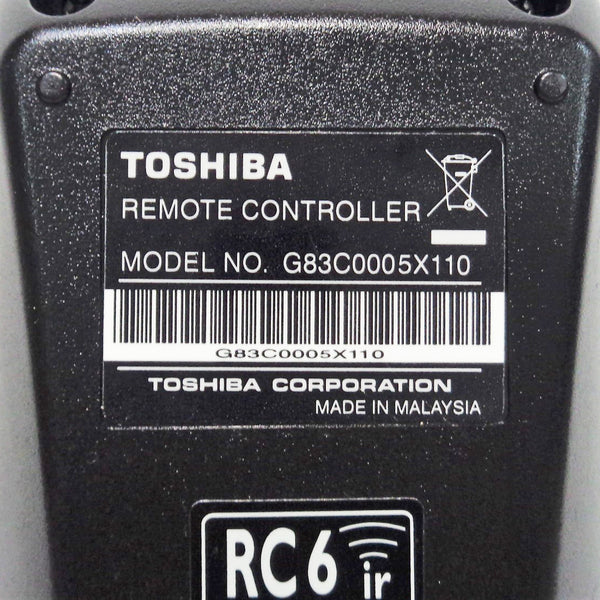 TOSHIBA
REMOTE CONTROLLER
MODEL NO. G83C0005X110
G83C0005X110
TOSHIBA CORPORATION
MADE IN MALAYSIA
RC6
ir